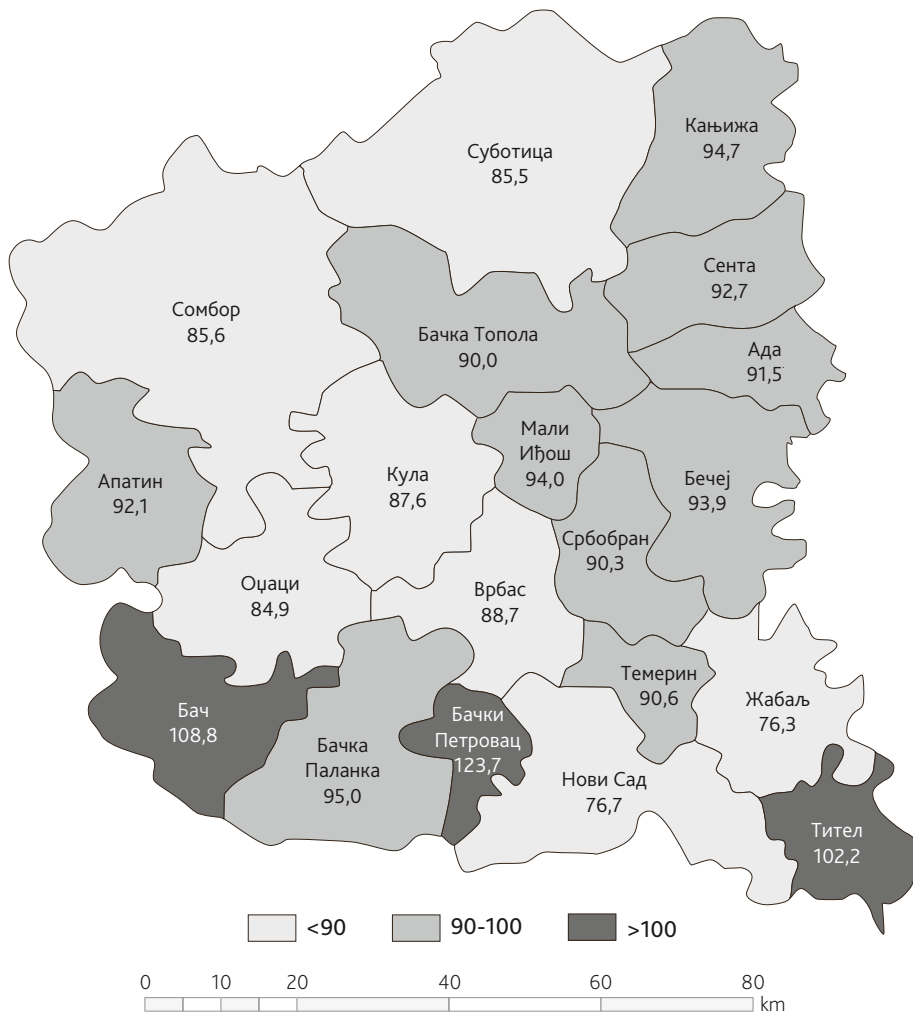 Суботица
85,5
Кањижа
94,7
Сента
92,7
Сомбор
85,6
Бачка Топола
90,0
Ада
91,5
Мали
Иђош
94,0
Апатин
92,1
Кула
87,6
Бечеј
93,9
Србобран
90,3
Оџаци
84,9
Врбас
88,7
Темерин
90,6
Жабаљ
76,3
Бач
108,8
Бачки
Петровац
123,7
Бачка
Паланка
95,0
Нови Сад
76,7
Тител
102,2
<90
90-100
>100
0 10 20 40 60 80
km